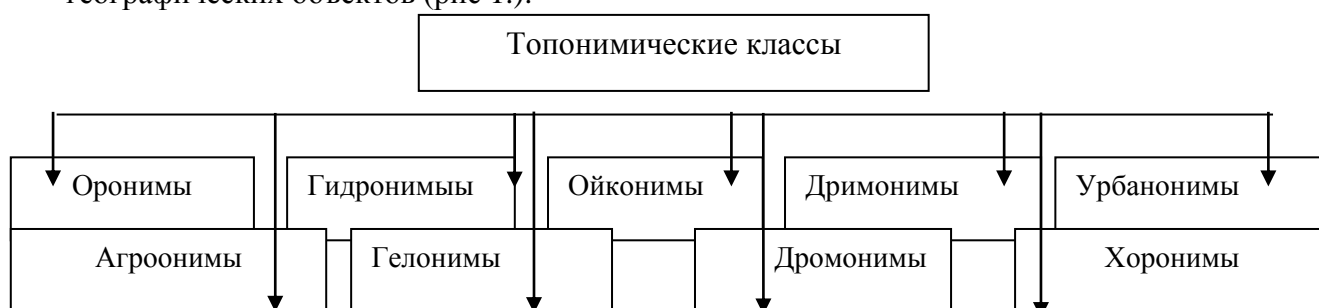 географических объектов (рис 1.).
Топонимические классы
Оронимы Гидронимыы Ойконимы Дримонимы Урбанонимы
Агроонимы Гелонимы Дромонимы Хоронимы